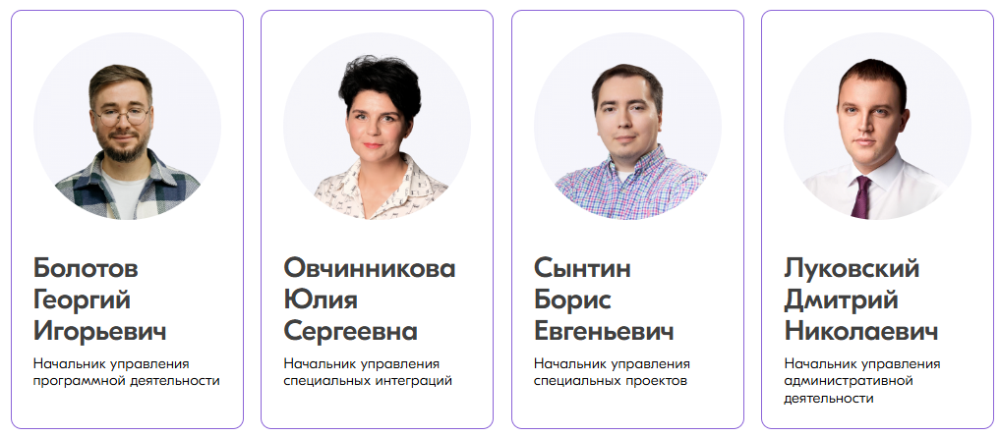 Болотов
Георгий
Игорьевич
Начальник управления
программной деятельности
Овчинникова
Юлия
Сергеевна
Начальник управления
специальных интеграций
Сынтин
Борис
Евгеньевич
Начальник управления
специальных проектов
Луковский
Дмитрий
Николаевич
Начальник управления
административной
деятельности